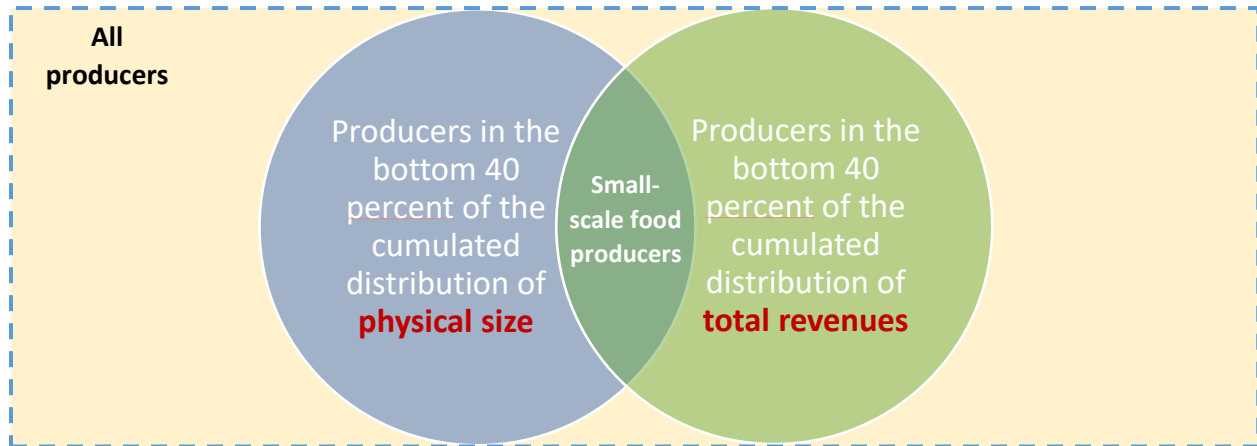 All
producers
Producers in the
bottom 40
percent of the
cumulated
distribution of
physical size
Small-
scale food
producers
Producers in the
bottom 40
percent of the
cumulated
distribution of
total revenues